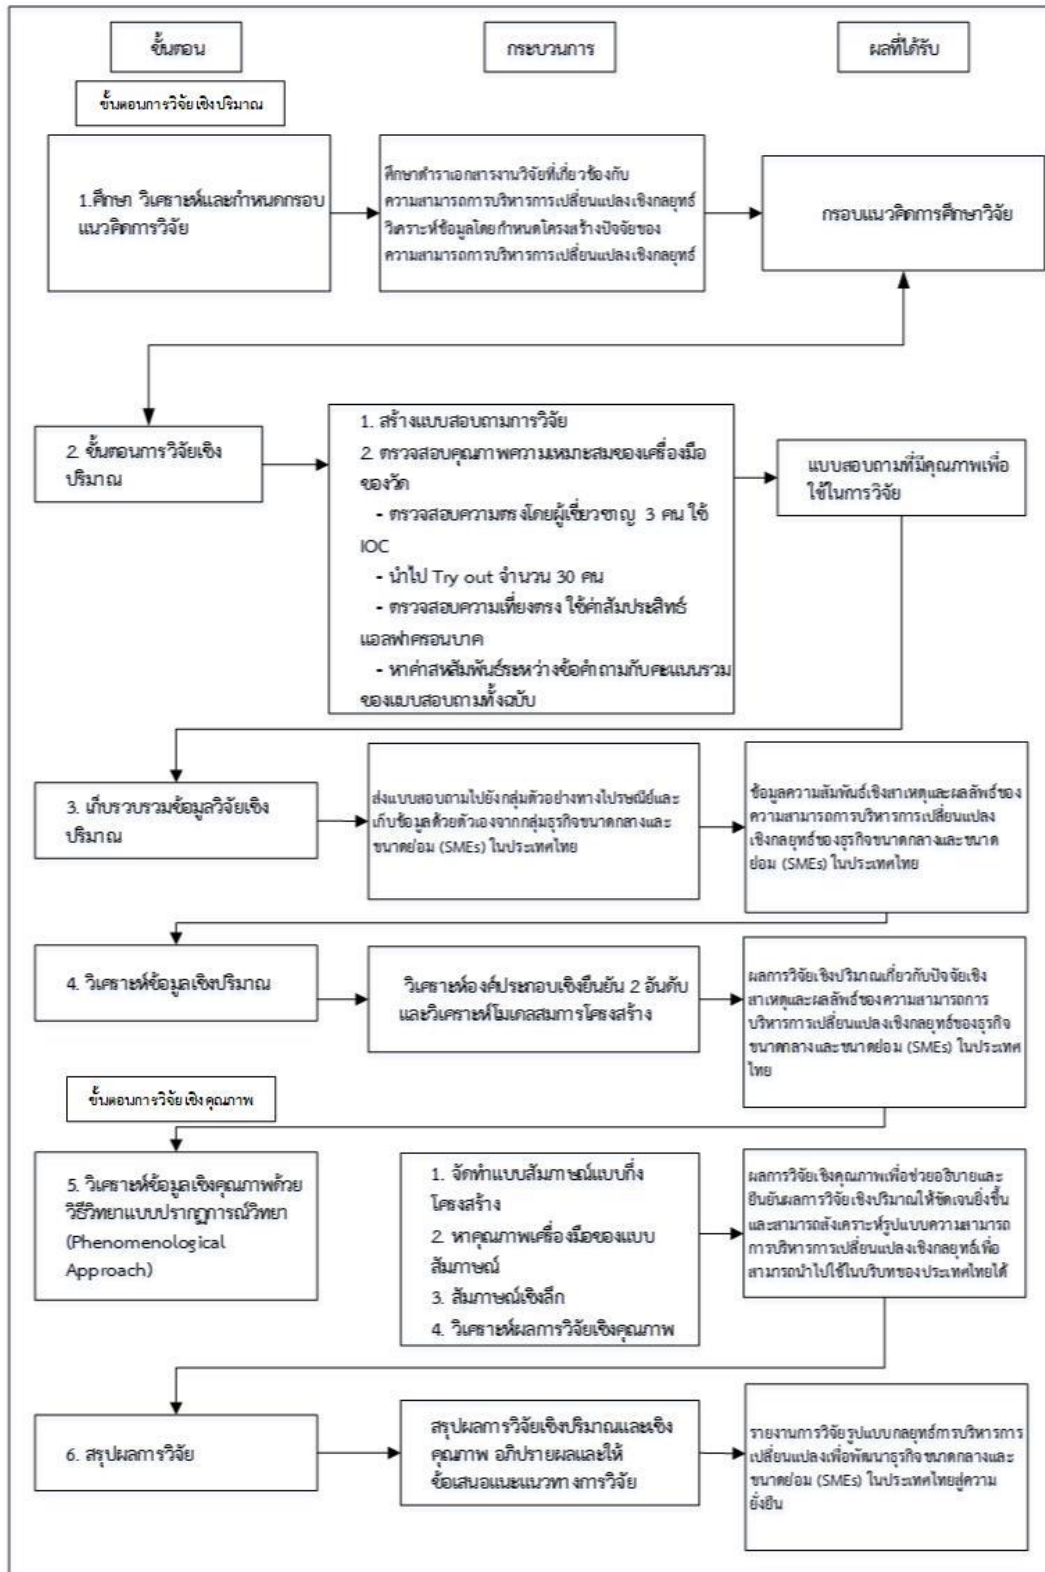 ขั้นตอน
กระบวนการ
ผลที่ได้รับ
ขั้นตอนการวิจัยเชิงปริมาณ
1.ศึกษา วิเคราะห์และกำหนดกรอบ
แนวคิดการวิจัย
ศึกษาตำราเอกสารงานวิจัยที่เกี่ยวข้องกับ
ความสามารถการบริหารการเปลี่ยนแปลงเชิงกลยุทธ์
วิเคราะห์ข้อมูลโดยกำหนดโครงสร้างปัจจัยของ
ความสามารถการบริหารการเปลี่ยนแปลงเชิงกลยุทธ์
กรอบแนวคิดการศึกษาวิจัย
2. ขั้นตอนการวิจัยเชิง
ปริมาณ
1. สร้างแบบสอบถามการวิจัย
2. ตรวจสอบคุณภาพความเหมาะสมของเครื่องมือ
ของวัด
- ตรวจสอบความตรงโดยผู้เชี่ยวชาญ 3 คน ใช้
IOC
- นำไป Try out จำนวน 30 คน
- ตรวจสอบความเที่ยงตรง ใช้ค่าสัมประสิทธ์
แอลฟาครอนบาค
- หาค่าสหสัมพันธ์ระหว่างข้อคำถามกับคะแนนรวม
ของแบบสอบถามทั้งฉบับ
แบบสอบถามที่มีคุณภาพเพื่อ
ใช้ในการวิจัย
3. เก็บรวบรวมข้อมูลวิจัยเชิง
ปริมาณ
ส่งแบบสอบถามไปยังกลุ่มตัวอย่างทางไปรษณีย์และ
เก็บข้อมูลด้วยตัวเองจากกลุ่มธุรกิจขนาดกลางและ
ขนาดย่อม (SMEs) ในประเทศไทย
ข้อมูลความสัมพันธ์เชิงสาเหตุและผลลัพธ์ของ
ความสามารถการบริหารการเปลี่ยนแปลง
เชิงกลยุทธ์ของธุรกิจขนาดกลางและขนาด
ย่อม (SMEs) ในประเทศไทย
4. วิเคราะห์ข้อมูลเชิงปริมาณ
วิเคราะห์องค์ประกอบเชิงยืนยัน 2 อันดับ
และวิเคราะห์โมเดลสมการโครงสร้าง
ผลการวิจัยเชิงปริมาณเกี่ยวกับปัจจัยเชิง
สาเหตุและผลลัพธ์ของความสามารถการ
บริหารการเปลี่ยนแปลงเชิงกลยุทธ์ของธุรกิจ
ขนาดกลางและขนาดย่อม (SMEs) ในประเทศ
ไทย
ขั้นตอนการวิจัยเชิงคุณภาพ
5. วิเคราะห์ข้อมูลเชิงคุณภาพด้วย
วิธีวิทยาแบบปรากฏการณ์วิทยา
(Phenomenological
Approach)
1. จัดทำแบบสัมภาษณ์แบบกึ่ง
โครงสร้าง
2. หาคุณภาพเครื่องมือของแบบ
สัมภาษณ์
3. สัมภาษณ์เชิงลึก
4. วิเคราะห์ผลการวิจัยเชิงคุณภาพ
ผลการวิจัยเชิงคุณภาพเพื่อช่วยอธิบายและ
ยืนยันผลการวิจัยเชิงปริมาณให้ชัดเจนยิ่งขึ้น
และสามารถสังเคราะห์รูปแบบความสามารถ
การบริหารการเปลี่ยนแปลงเชิงกลยุทธ์เพื่อ
สามารถนำไปใช้ในบริบทของประเทศไทยได้
6. สรุปผลการวิจัย
สรุปผลการวิจัยเชิงปริมาณและเชิง
คุณภาพ อภิปรายผลและให้
ข้อเสนอแนะแนวทางการวิจัย
รายงานการวิจัยรูปแบบกลยุทธ์การบริหารการ
เปลี่ยนแปลงเพื่อพัฒนาธุรกิจขนาดกลางและ
ขนาดย่อม (SMEs) ในประเทศไทยสู่ความ
ยั่งยืน